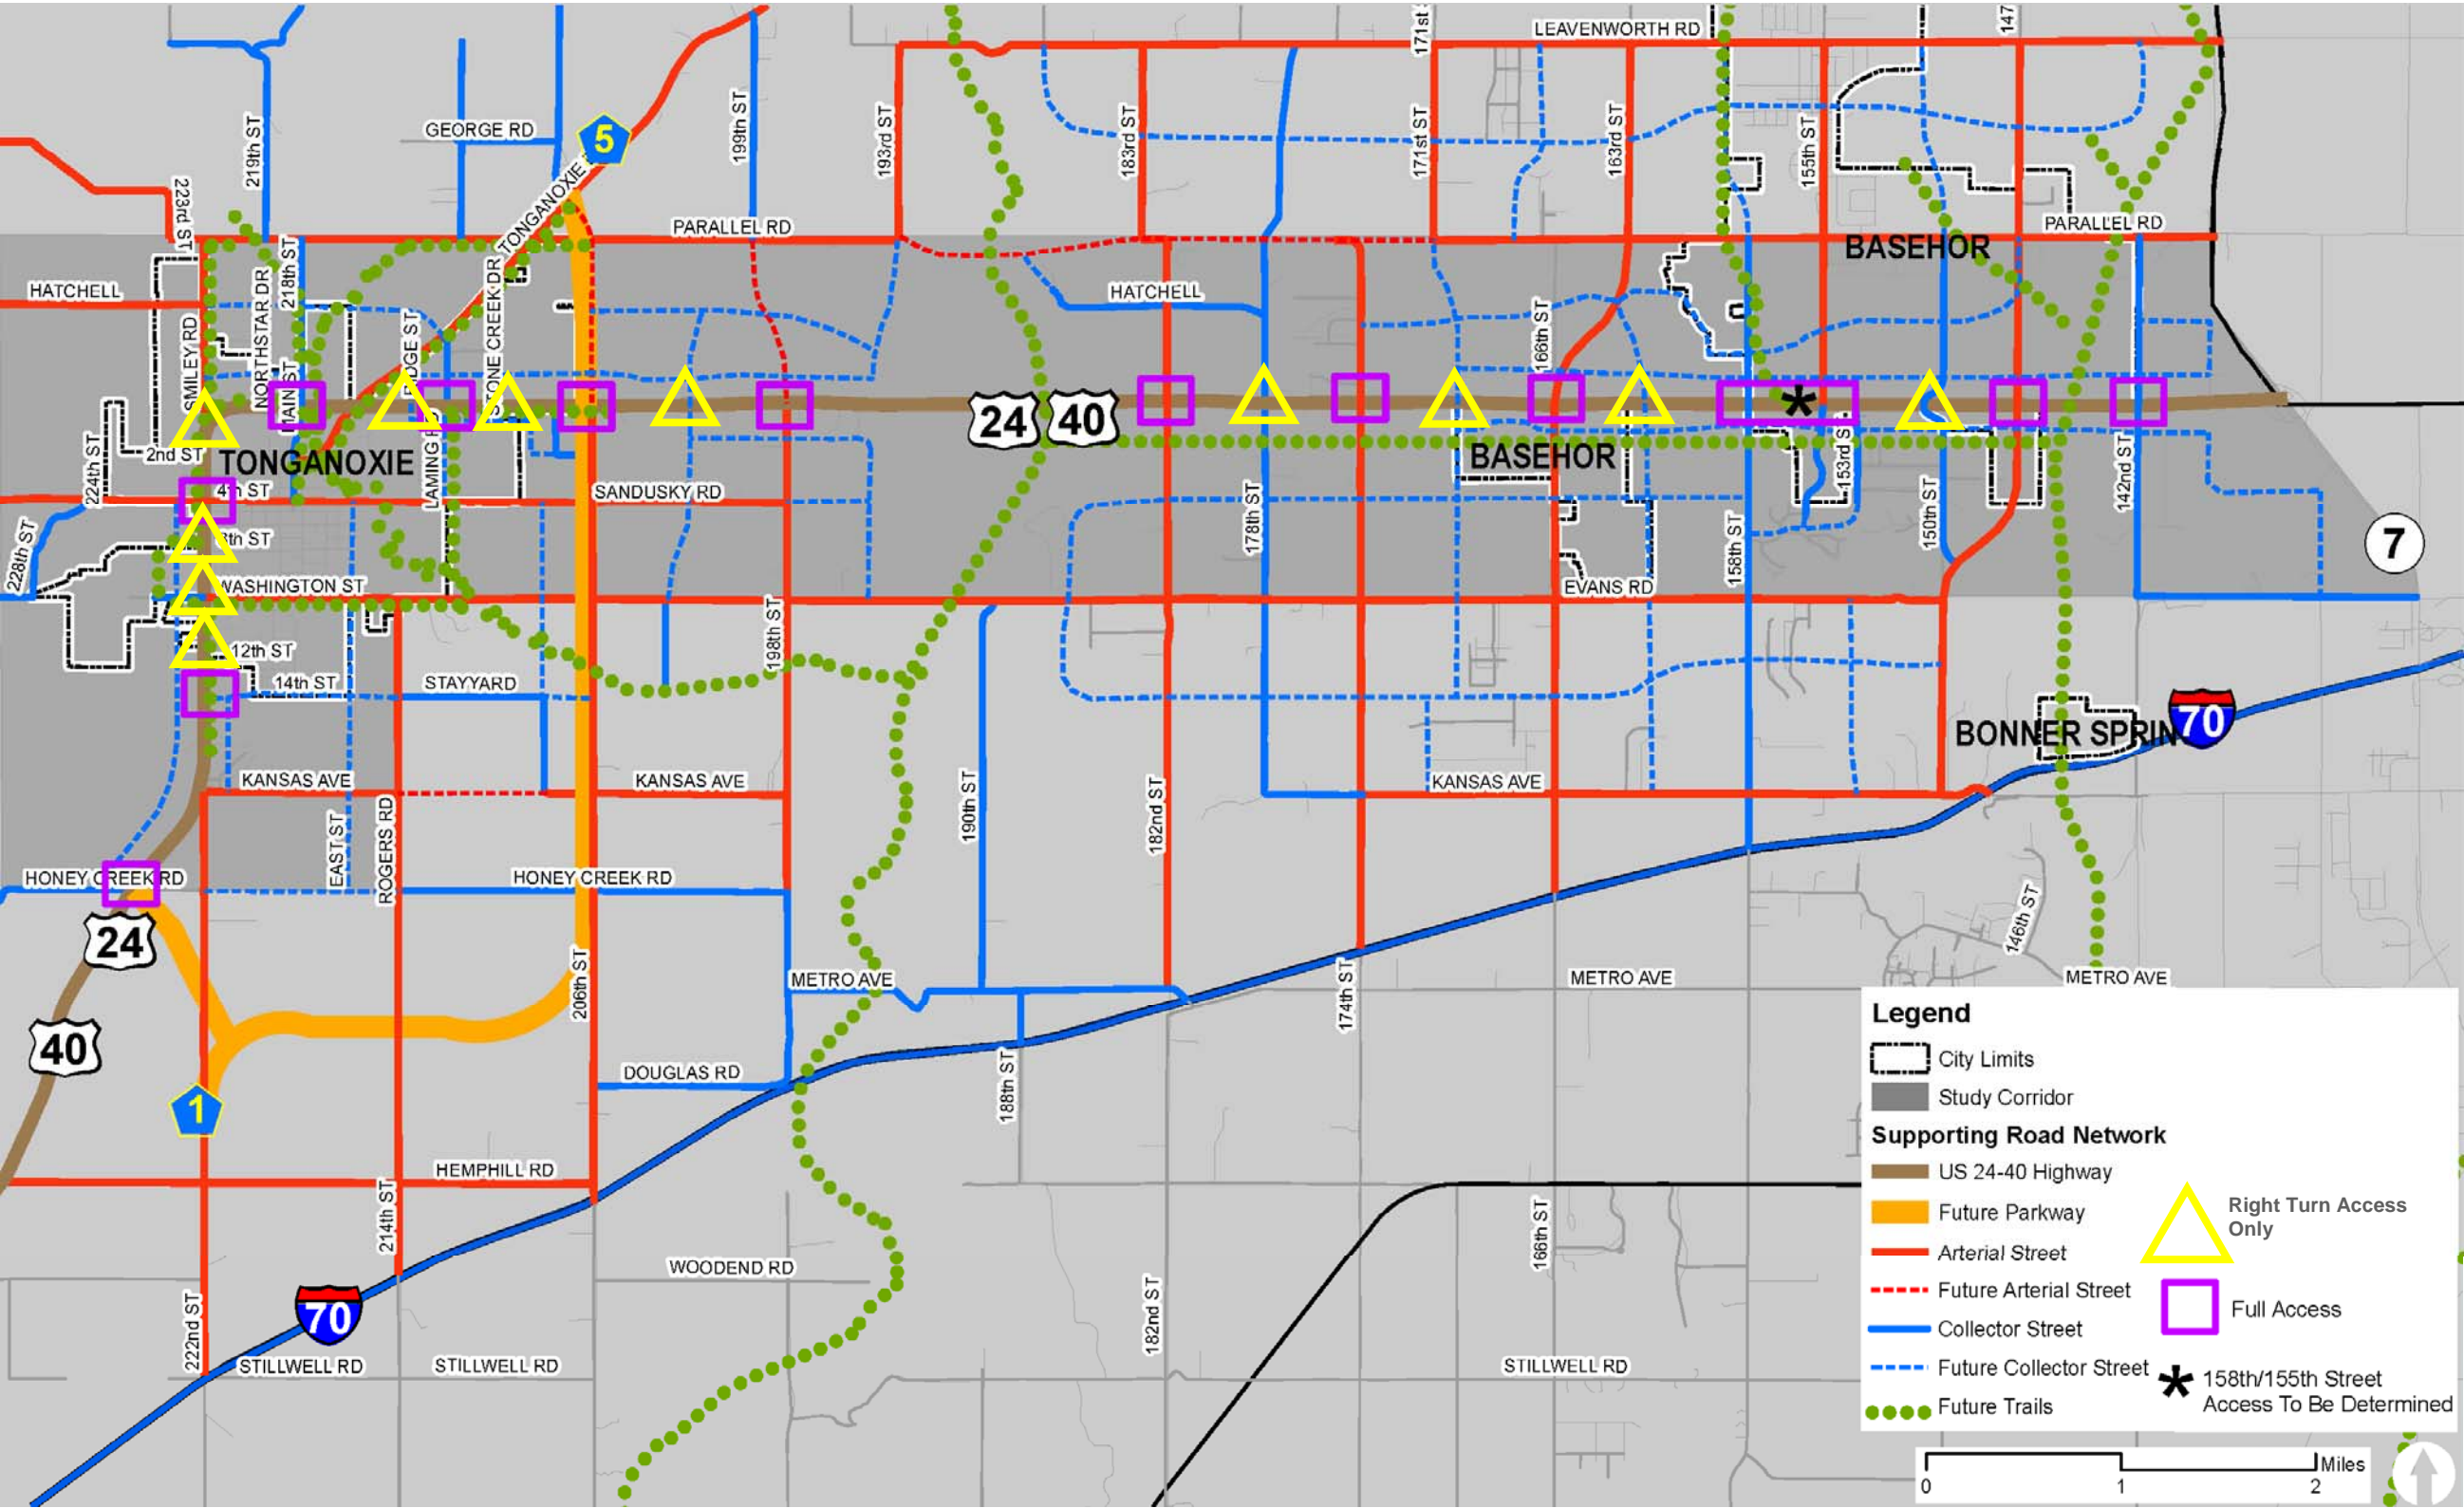 LEAVENWORTH RD
171st
147
219th ST
GEORGE RD
5
199th ST
193rd ST
183rd ST
171st ST
163rd ST
155th ST
223rd ST
TONGANOXIE
PARALLEL RD
PARALLEL RD
BASEHOR
218th ST
NORTHSTAR DR
STONE CREEK DR
HATCHELL
HATCHELL
SMILEY RD
166th ST
24
40
2nd ST
TONGANOXIE
BASEHOR
224th ST
4th ST
SANDUSKY RD
153rd S
142nd ST
178th ST
150th ST
228th ST
158th ST
WASHINGTON ST
EVANS RD
198th ST
12th ST
14th ST
STAYYARD
7
70
BONNER SPRIN
KANSAS AVE
KANSAS AVE
KANSAS AVE
EAST ST
ROGERS RD
190th ST
182nd ST
HONEY CREEK RD
HONEY CREEK RD
24
40
206th ST
METRO AVE
174th ST
METRO AVE
146th ST
METRO AVE
DOUGLAS RD
188th ST
1
HEMPHILL RD
214th ST
WOODEND RD
166th ST
70
222nd ST
182nd ST
STILLWELL RD
STILLWELL RD
STILLWELL RD
Legend
City Limits
Study Corridor
Supporting Road Network
US 24-40 Highway
Future Parkway
Arterial Street
Future Arterial Street
Collector Street
Future Collector Street
Future Trails
Right Turn Access
Only
Full Access
* 158th/155th Street
Access To Be Determined
Miles
0 1 2